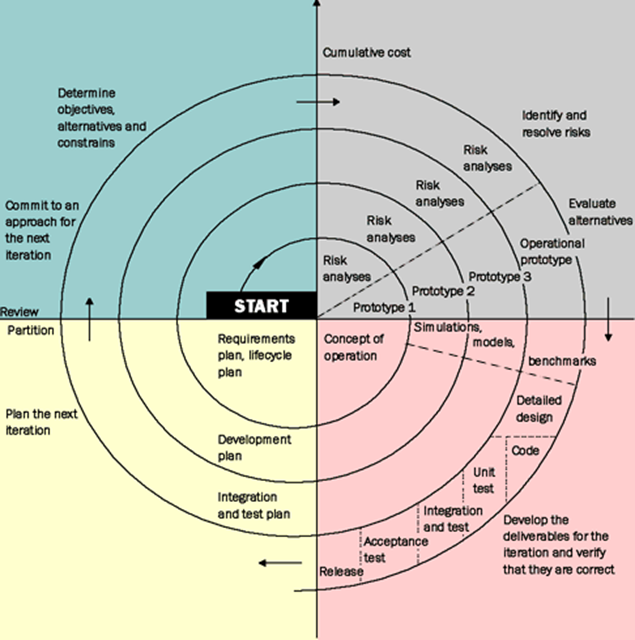 Cumulative cost
Determine
objectives,
alternatives and
constrains
Identify and
resolve risks
Risk
analyses
Risk
analyses
Commit to an
approach for
the next
iteration
Evaluate
alternatives
Risk
analyses
Operational
prototype
Risk
analyses
Prototype 3
Prototype 2
START
Prototype 1
Review
Partition
Simulations,
models,
benchmarks
Requirements
plan, lifecycle
plan
Concept of
operation
Detailed
design
Plan the next
iteration
Development
plan
Code
Unit
test
Integration
and test plan
Integration
and test
Develop the
deliverables for the
iteration and verify
that they are correct
Acceptance
test
Release